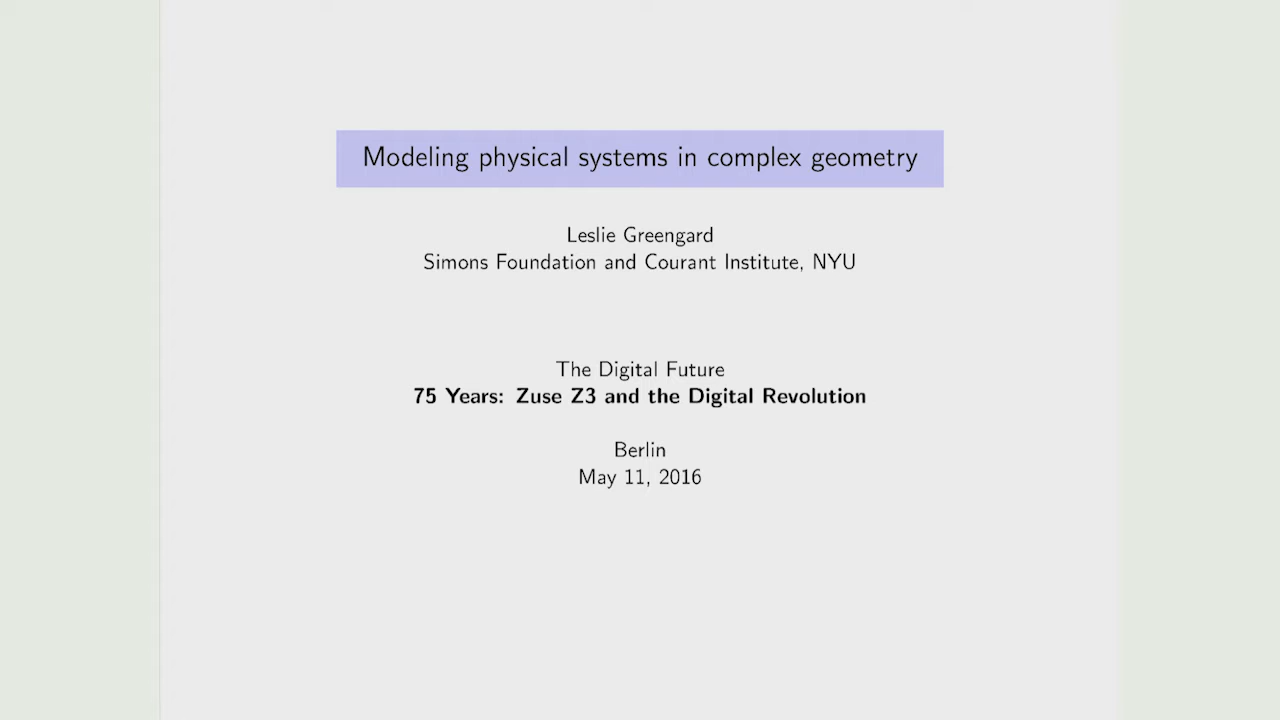 Modeling physical systems in complex geometry
Leslie Greengard
Simons Foundation and Courant Institute, NYU
The Digital Future
75 Years: Zuse Z3 and the Digital Revolution
Berlin
May 11, 2016